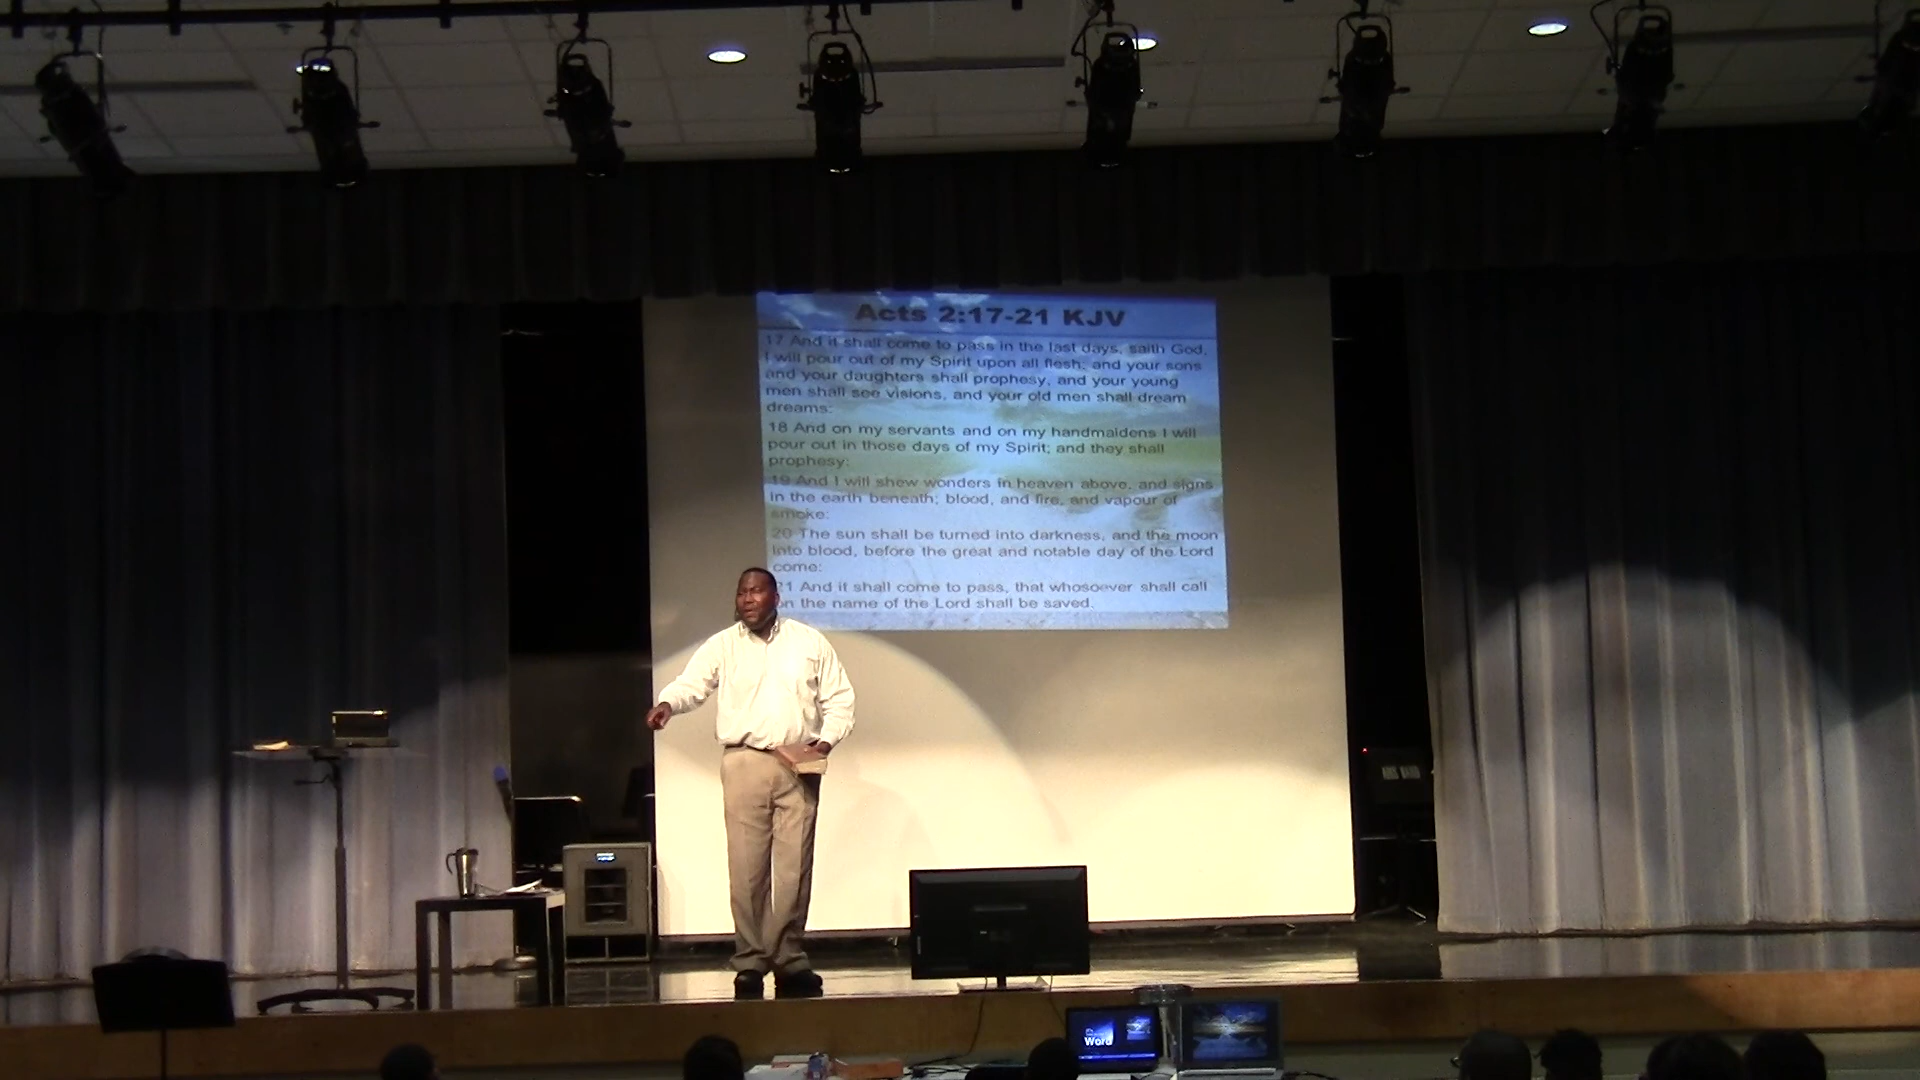 Acts 2:17-21 KJV
17 And it shall come to pass in the last days, saith God,
I will pour out of my Spirit upon all flesh: and your sons
and your daughters shall prophesy, and your young
men shall see visions, and your old men shall dream
dreams:
18 And on my servants and on my handmaidens I will
pour out in those days of my Spirit; and they shall
prophesy:
19 And I will shew wonders in heaven above, and signs
in the earth beneath; blood, and fire, and vapour of
smoke:
20 The sun shall be turned into darkness, and the moon
into blood, before the great and notable day of the Lord
come:
21 And it shall come to pass, that whosoever shall call
on the name of the Lord shall be saved.
Word